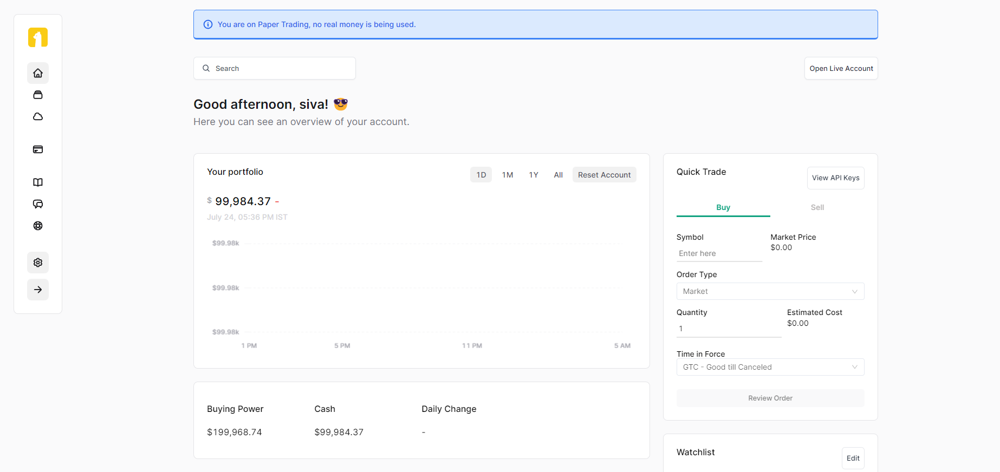 You are on Paper Trading, no real money is being used.
Search
Open Live Account
Good afternoon, siva!
Here you can see an overview of your account.
Your portfolio
1D 1M 1Y All Reset Account
$ 99,984.37 -
July 24, 05:36 PM IST
$99.98k
$99.98k
$99.98k
1 PM 5 PM 11 PM 5 AM
Buying Power Cash Daily Change
$199,968.74 $99,984.37 -
Quick Trade
View API Keys
Buy Sell
Symbol Market Price
$0.00
Enter here
Order Type
Market
Quantity Estimated Cost
$0.00
1
Time in Force
GTC - Good till Canceled
Review Order
Watchlist
Edit